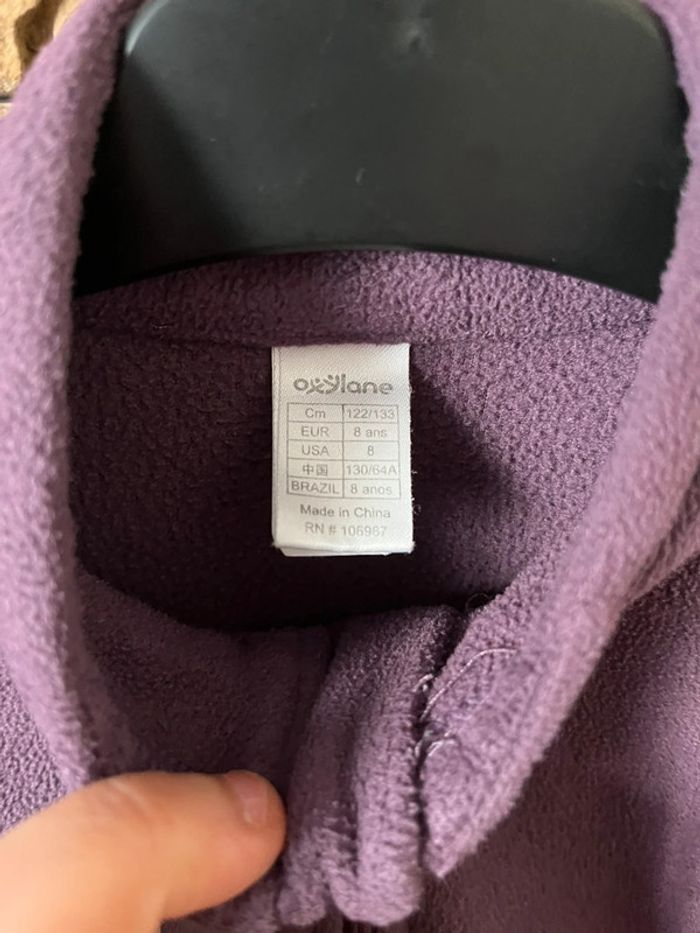 oxylane
Cm 122/133
EUR 8 ans
USA 8
中国 130/64A
BRAZIL 8 anos
Made in China
RN # 106967